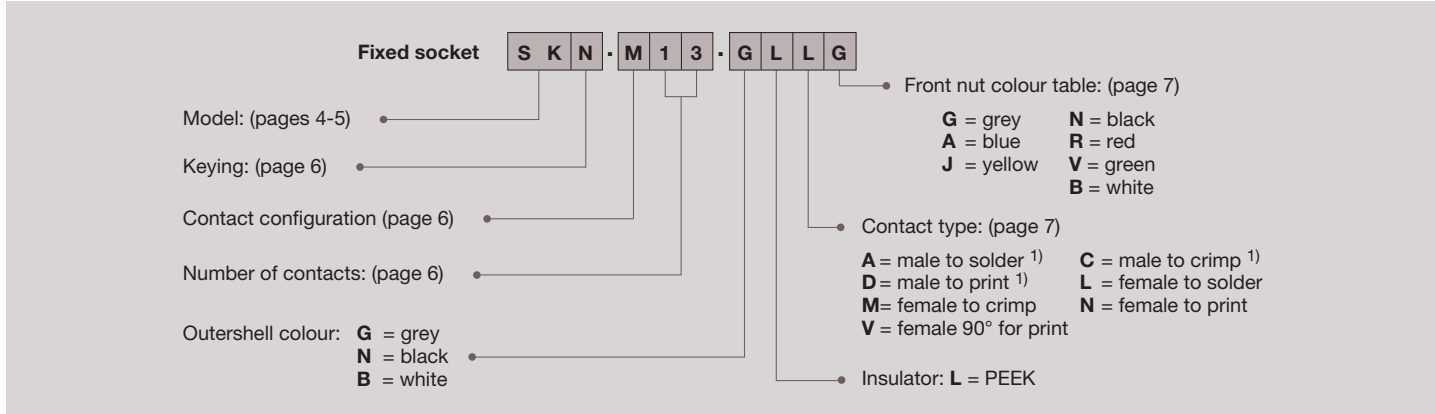 Fixed socket S K N . M 1 3 . G L L G
Model: (pages 4-5)
Keying: (page 6)
Contact configuration (page 6)
Number of contacts: (page 6)
Outershell colour: G = grey
N = black
B = white
Front nut colour table: (page 7)
G = grey N = black
A = blue R = red
J = yellow V = green
B = white
Contact type: (page 7)
A = male to solder 1) C = male to crimp 1)
D = male to print 1) L = female to solder
M= female to crimp N = female to print
V = female 90° for print
Insulator: L = PEEK